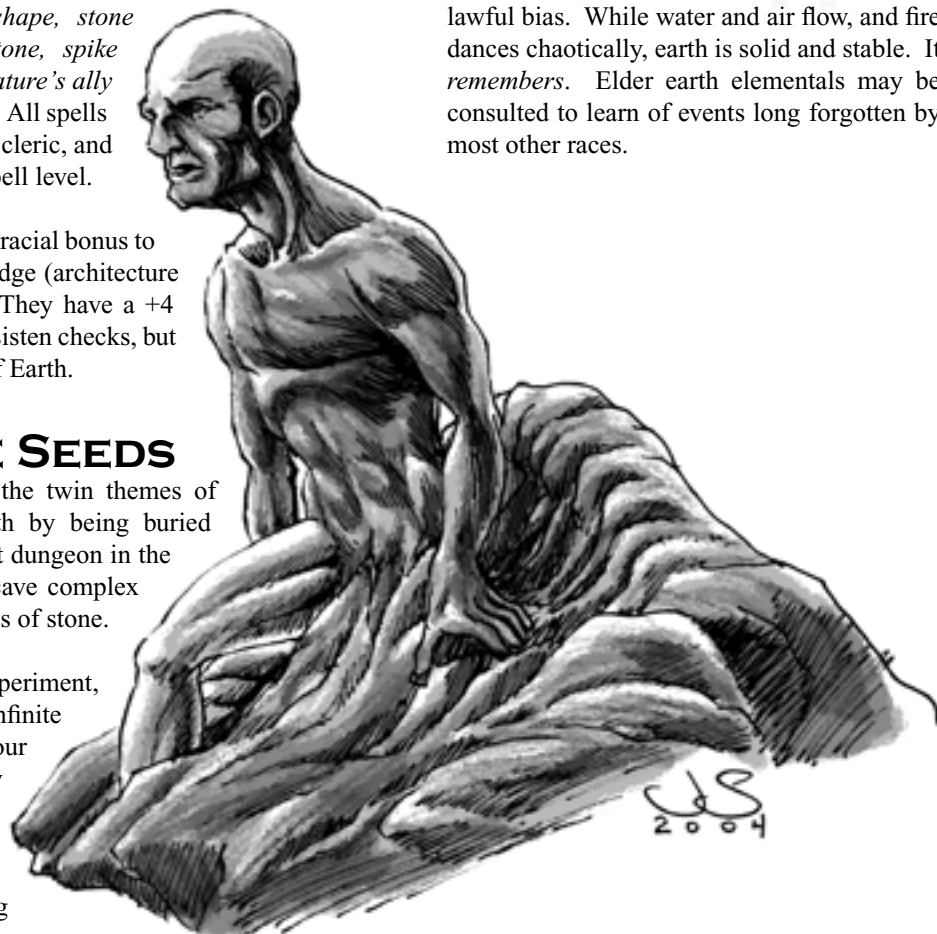 shape, stone
tone, spike
ature's ally
All spells
cleric, and
ell level.
racial bonus to
dge (architecture
They have a +4
isten checks, but
f Earth.
E SEEDS
the twin themes of
th by being buried
t dungeon in the
cave complex
s of stone.
periment,
nfinite
our
g
lawful bias. While water and air flow, and fire
dances chaotically, earth is solid and stable. It
remembers. Elder earth elementals may be
consulted to learn of events long forgotten by
most other races.
JS
2004